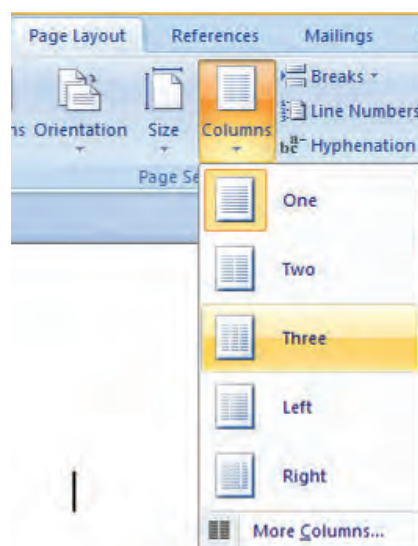 Page Layout References Mailings
Breaks
Line Numbers
Orientation Size Columns
Hyphenation
Page Se
One
Two
Three
Left
Right
More Columns...